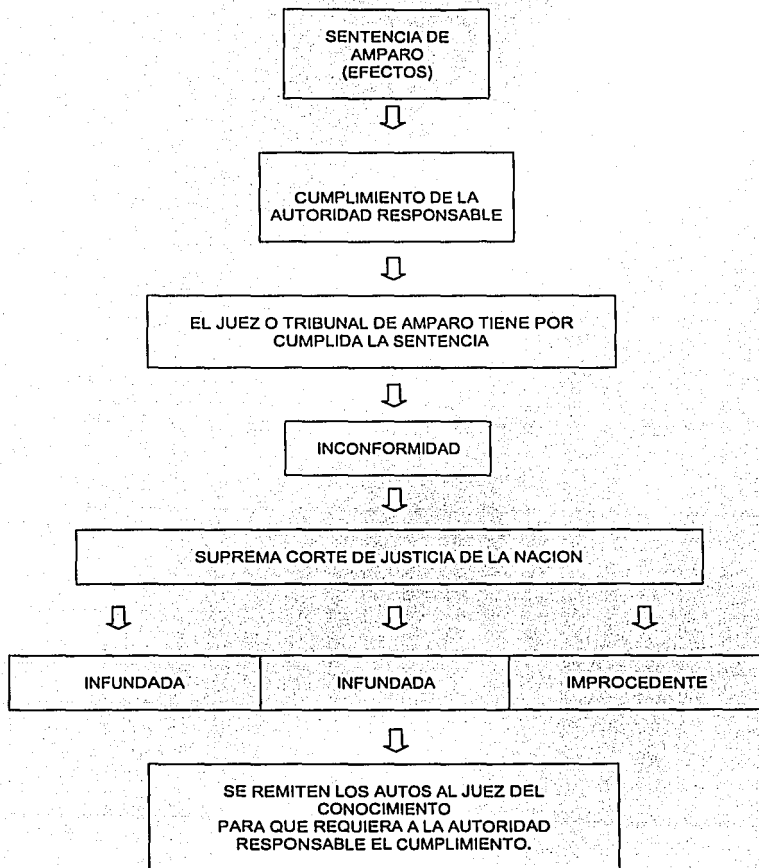 SENTENCIA DE
AMPARO
(EFECTOS)
CUMPLIMIENTO DE LA
AUTORIDAD RESPONSABLE
EL JUEZ O TRIBUNAL DE AMPARO TIENE POR
CUMPLIDA LA SENTENCIA
INCONFORMIDAD
SUPREMA CORTE DE JUSTICIA DE LA NACION
INFUNDADA
INFUNDADA
IMPROCEDENTE
SE REMITEN LOS AUTOS AL JUEZ DEL
CONOCIMIENTO
PARA QUE REQUIERA A LA AUTORIDAD
RESPONSABLE EL CUMPLIMIENTO.